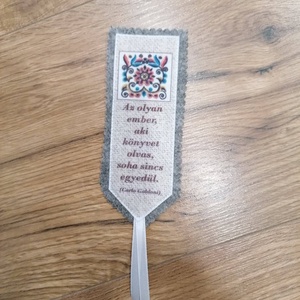 Az olyan
ember,
aki
könyvet
olvas,
soha sincs
egyedül.
(Carlo Goldoni)